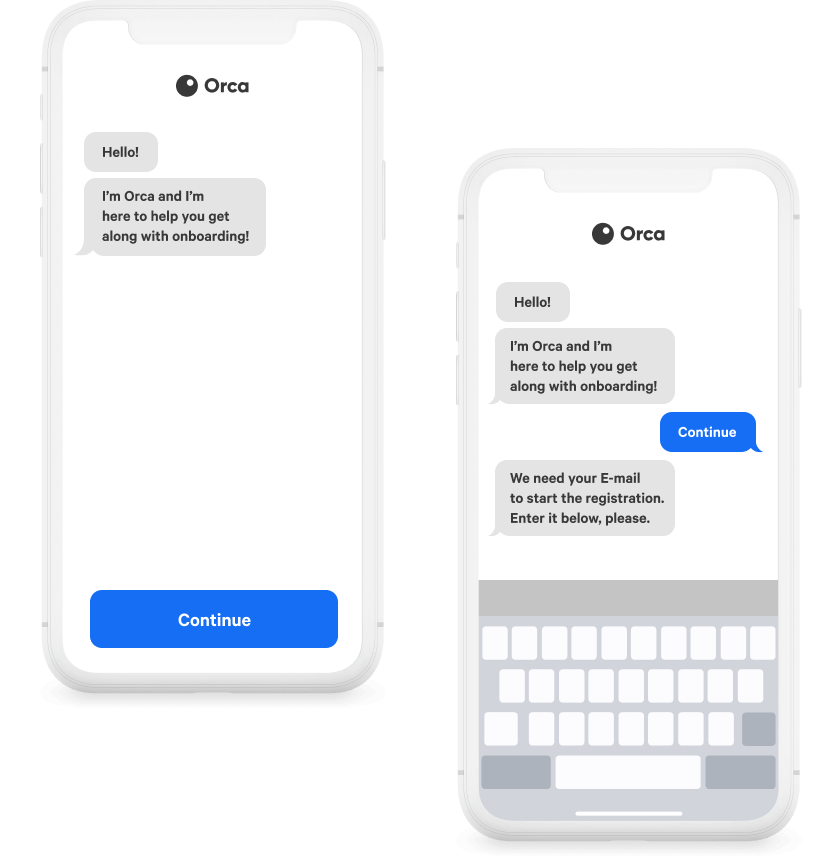 Orca
Hello!
I'm Orca and I'm
here to help you get
along with onboarding!
Continue
Orca
Hello!
I'm Orca and I'm
here to help you get
along with onboarding!
Continue
We need your E-mail
to start the registration.
Enter it below, please.